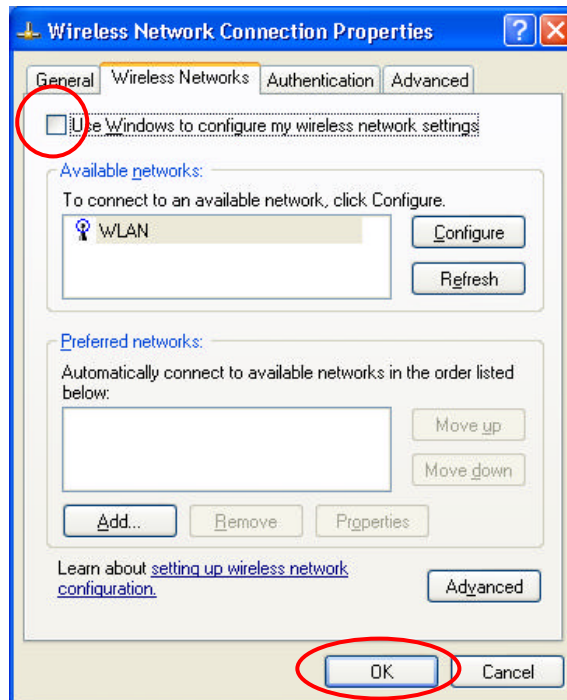 Wireless Network Connection Properties
General Wireless Networks Authentication Advanced
Use Windows to configure my wireless network settings
Available networks:
To connect to an available network, click Configure.
WLAN
Configure
Refresh
Preferred networks:
Automatically connect to available networks in the order listed
below:
Move up
Move down
Add... Remove Properties
Learn about setting up wireless network
configuration.
Advanced
OK Cancel